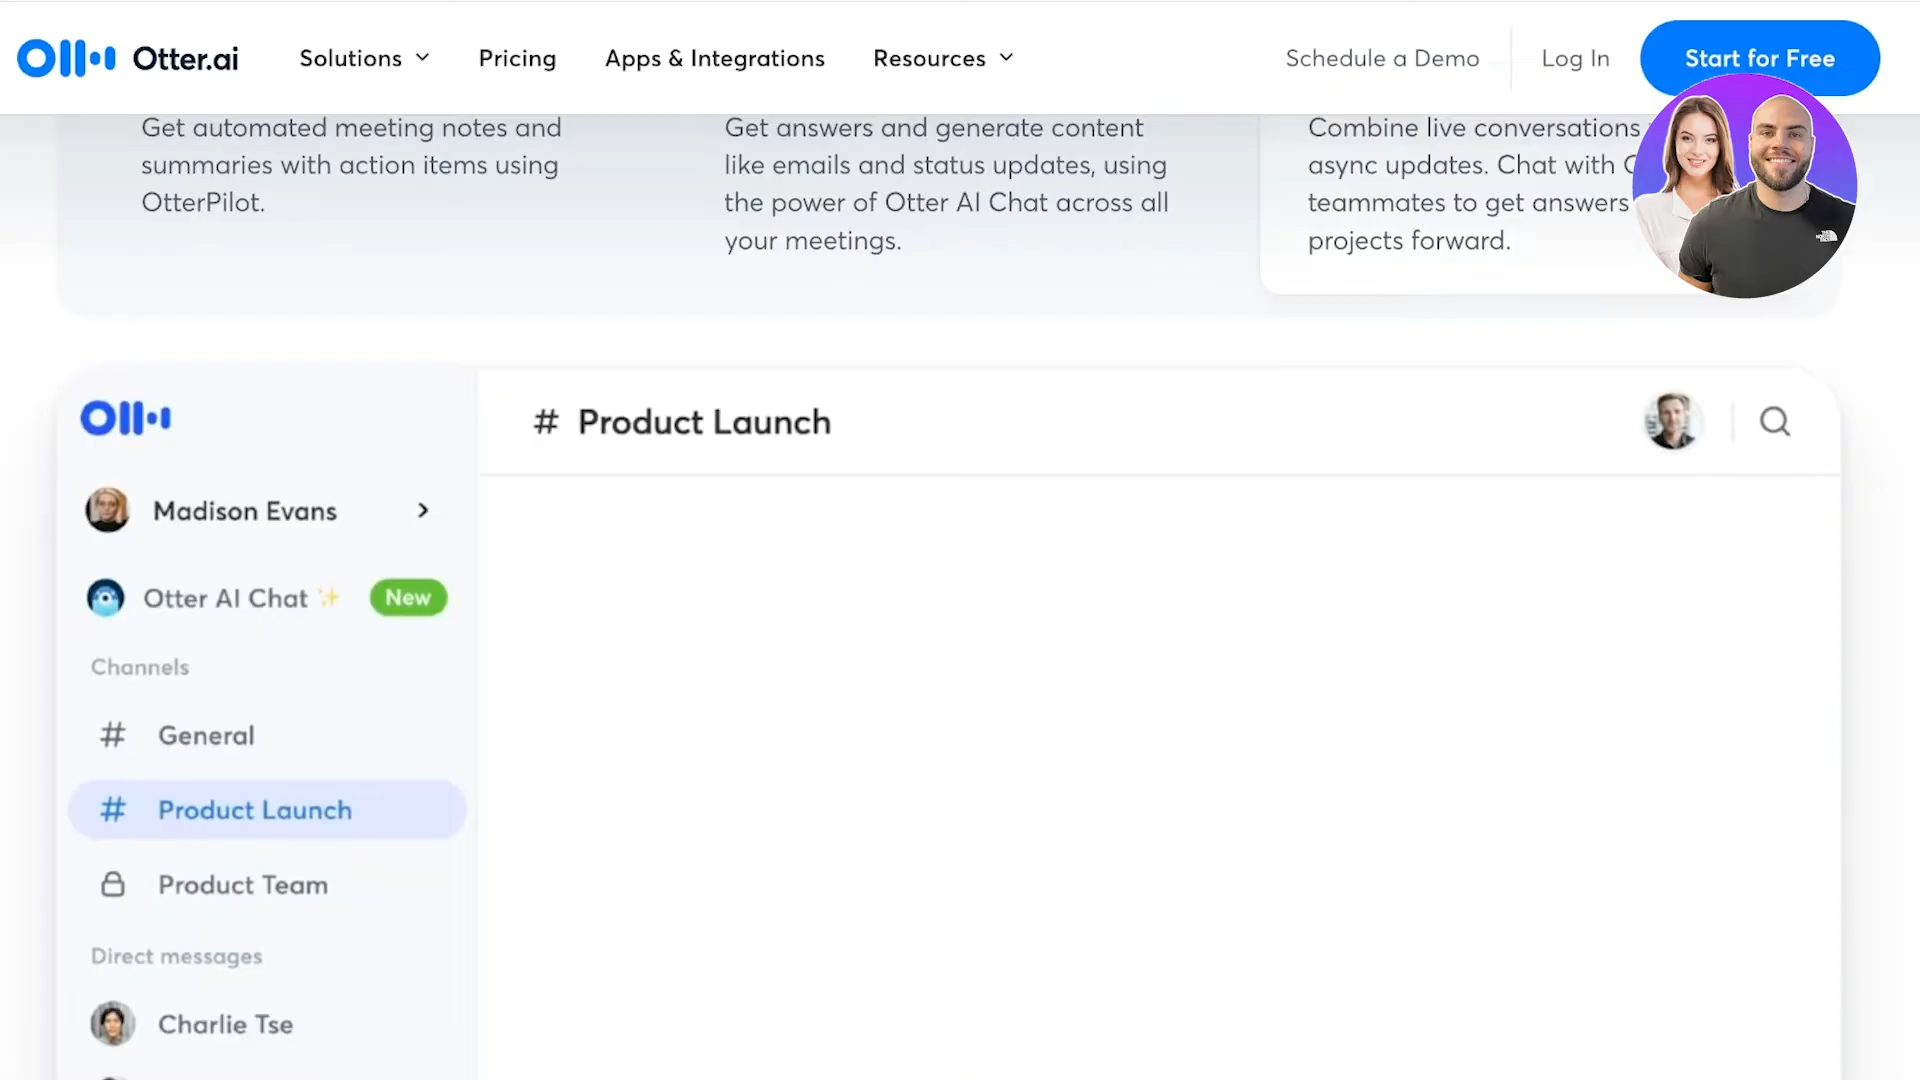 Otter.ai
Solutions
Pricing
Apps & Integrations
Resources
Schedule a Demo
Log In
Start for Free
Get automated meeting notes and
summaries with action items using
OtterPilot.
Get answers and generate content
like emails and status updates, using
the power of Otter AI Chat across all
your meetings.
Combine live conversations
async updates. Chat with
teammates to get answers
projects forward.
# Product Launch
Madison Evans
Otter AI Chat ✨ New
Channels
# General
# Product Launch
Product Team
Direct messages
Charlie Tse